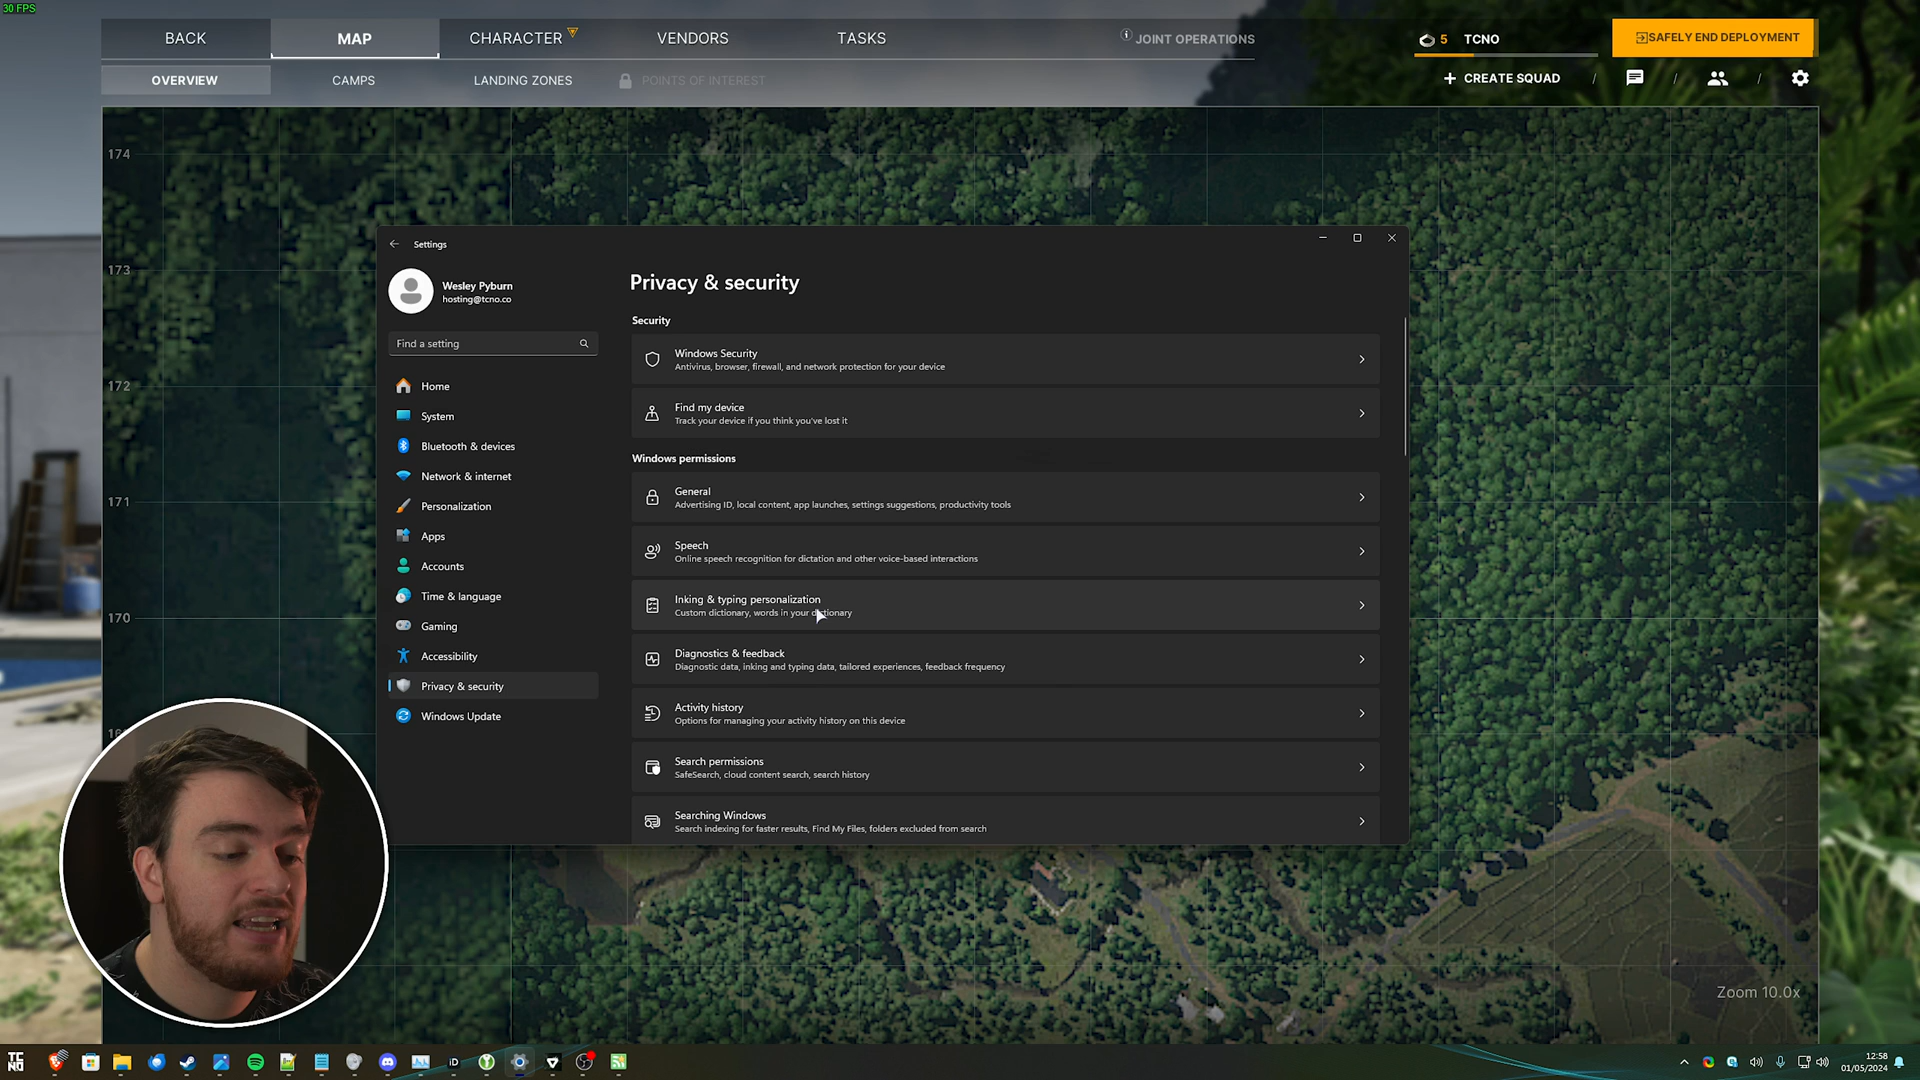 30 FPS
BACK
MAP
CHARACTER
VENDORS
TASKS
JOINT OPERATIONS
5
TCNO
SAFELY END DEPLOYMENT
OVERVIEW
CAMPS
LANDING ZONES
POINTS OF INTEREST
+ CREATE SQUAD
/
/
/
174
173
172
171
170
Settings
Wesley Pyburn
hosting@tcno.co
Find a setting
Home
System
Bluetooth & devices
Network & internet
Personalization
Apps
Accounts
Time & language
Gaming
Accessibility
Privacy & security
Windows Update
Privacy & security
Security
Windows Security
Antivirus, browser, firewall, and network protection for your device
Find my device
Track your device if you think you've lost it
Windows permissions
General
Advertising ID, local content, app launches, settings suggestions, productivity tools
Speech
Online speech recognition for dictation and other voice-based interactions
Inking & typing personalization
Custom dictionary, words in your dictionary
Diagnostics & feedback
Diagnostic data, inking and typing data, tailored experiences, feedback frequency
Activity history
Options for managing your activity history on this device
Search permissions
SafeSearch, cloud content search, search history
Searching Windows
Search indexing for faster results, Find My Files, folders excluded from search
Zoom 10.0x
TC
NO
iD
12:58
01/05/2024